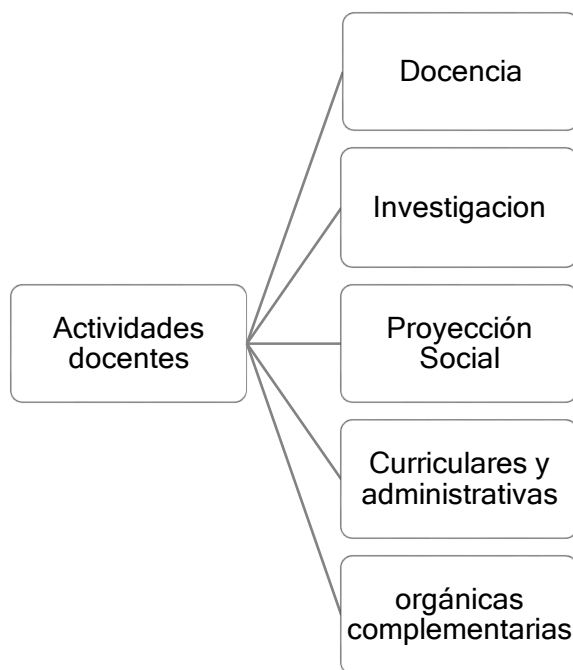 Docencia
Investigacion
Actividades
docentes
Proyección
Social
Curriculares y
administrativas
orgánicas
complementarias